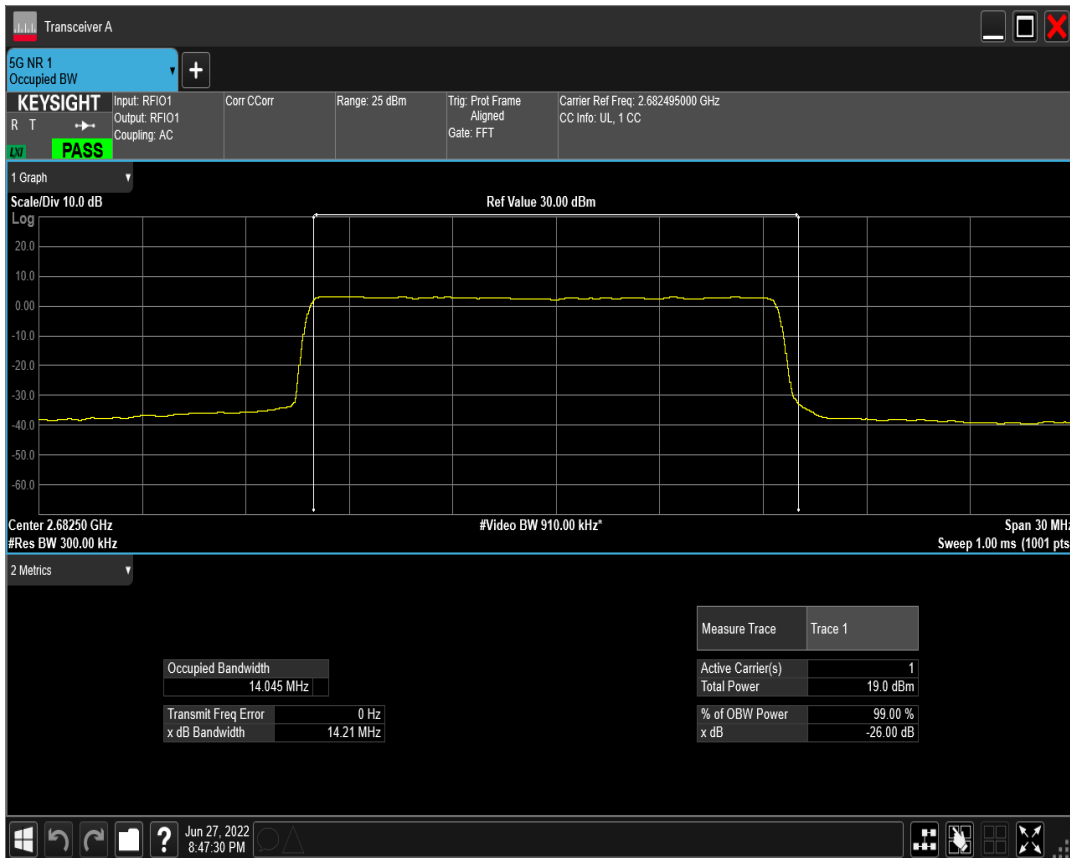 Transceiver A
5G NR 1
Occupied BW
+
KEYSIGHT
R T
LXI
PASS
Input: RFIO1
Output: RFIO1
Coupling: AC
Corr CCorr
Range: 25 dBm
Trig: Prot Frame
Aligned
Gate: FFT
Carrier Ref Freq: 2.682495000 GHz
CC Info: UL, 1 CC
1 Graph
Scale/Div 10.0 dB
Ref Value 30.00 dBm
Log
20.0
10.0
0.00
-10.0
-20.0
-30.0
-40.0
-50.0
-60.0
Center 2.68250 GHz
#Video BW 910.00 kHz*
Span 30 MHz
#Res BW 300.00 kHz
Sweep 1.00 ms (1001 pts
2 Metrics
Measure Trace Trace 1
Occupied Bandwidth
14.045 MHz
Active Carrier(s) 1
Total Power 19.0 dBm
Transmit Freq Error 0 Hz
x dB Bandwidth 14.21 MHz
% of OBW Power 99.00 %
x dB -26.00 dB
?
Jun 27, 2022
8:47:30 PM